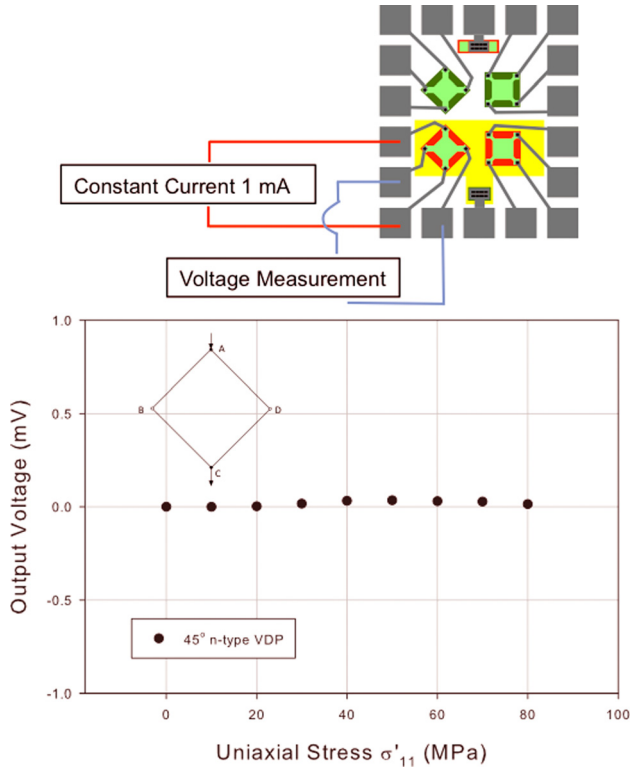 Constant Current 1 mA
Voltage Measurement
1.0
0.5
0.0
-0.5
-1.0
Output Voltage (mV)
A
B
D
C
45° n-type VDP
0
20
40
60
80
100
Uniaxial Stress σ'₁₁ (MPa)